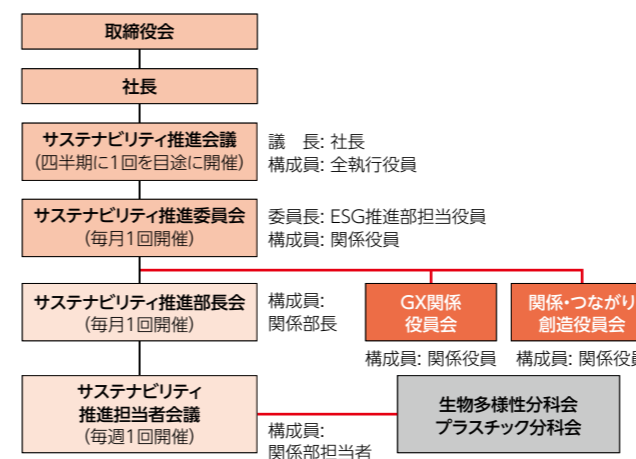 取締役会
社長
サステナビリティ推進会議
(四半期に1回を目途に開催)
議　長: 社長
構成員: 全執行役員
サステナビリティ推進委員会
(毎月1回開催)
委員長: ESG推進部担当役員
構成員: 関係役員
サステナビリティ推進部長会
(毎月1回開催)
構成員:
関係部長
GX関係
役員会
構成員: 関係役員
関係・つながり
創造役員会
構成員: 関係役員
サステナビリティ
推進担当者会議
(毎週1回開催)
構成員:
関係部担当者
生物多様性分科会
プラスチック分科会